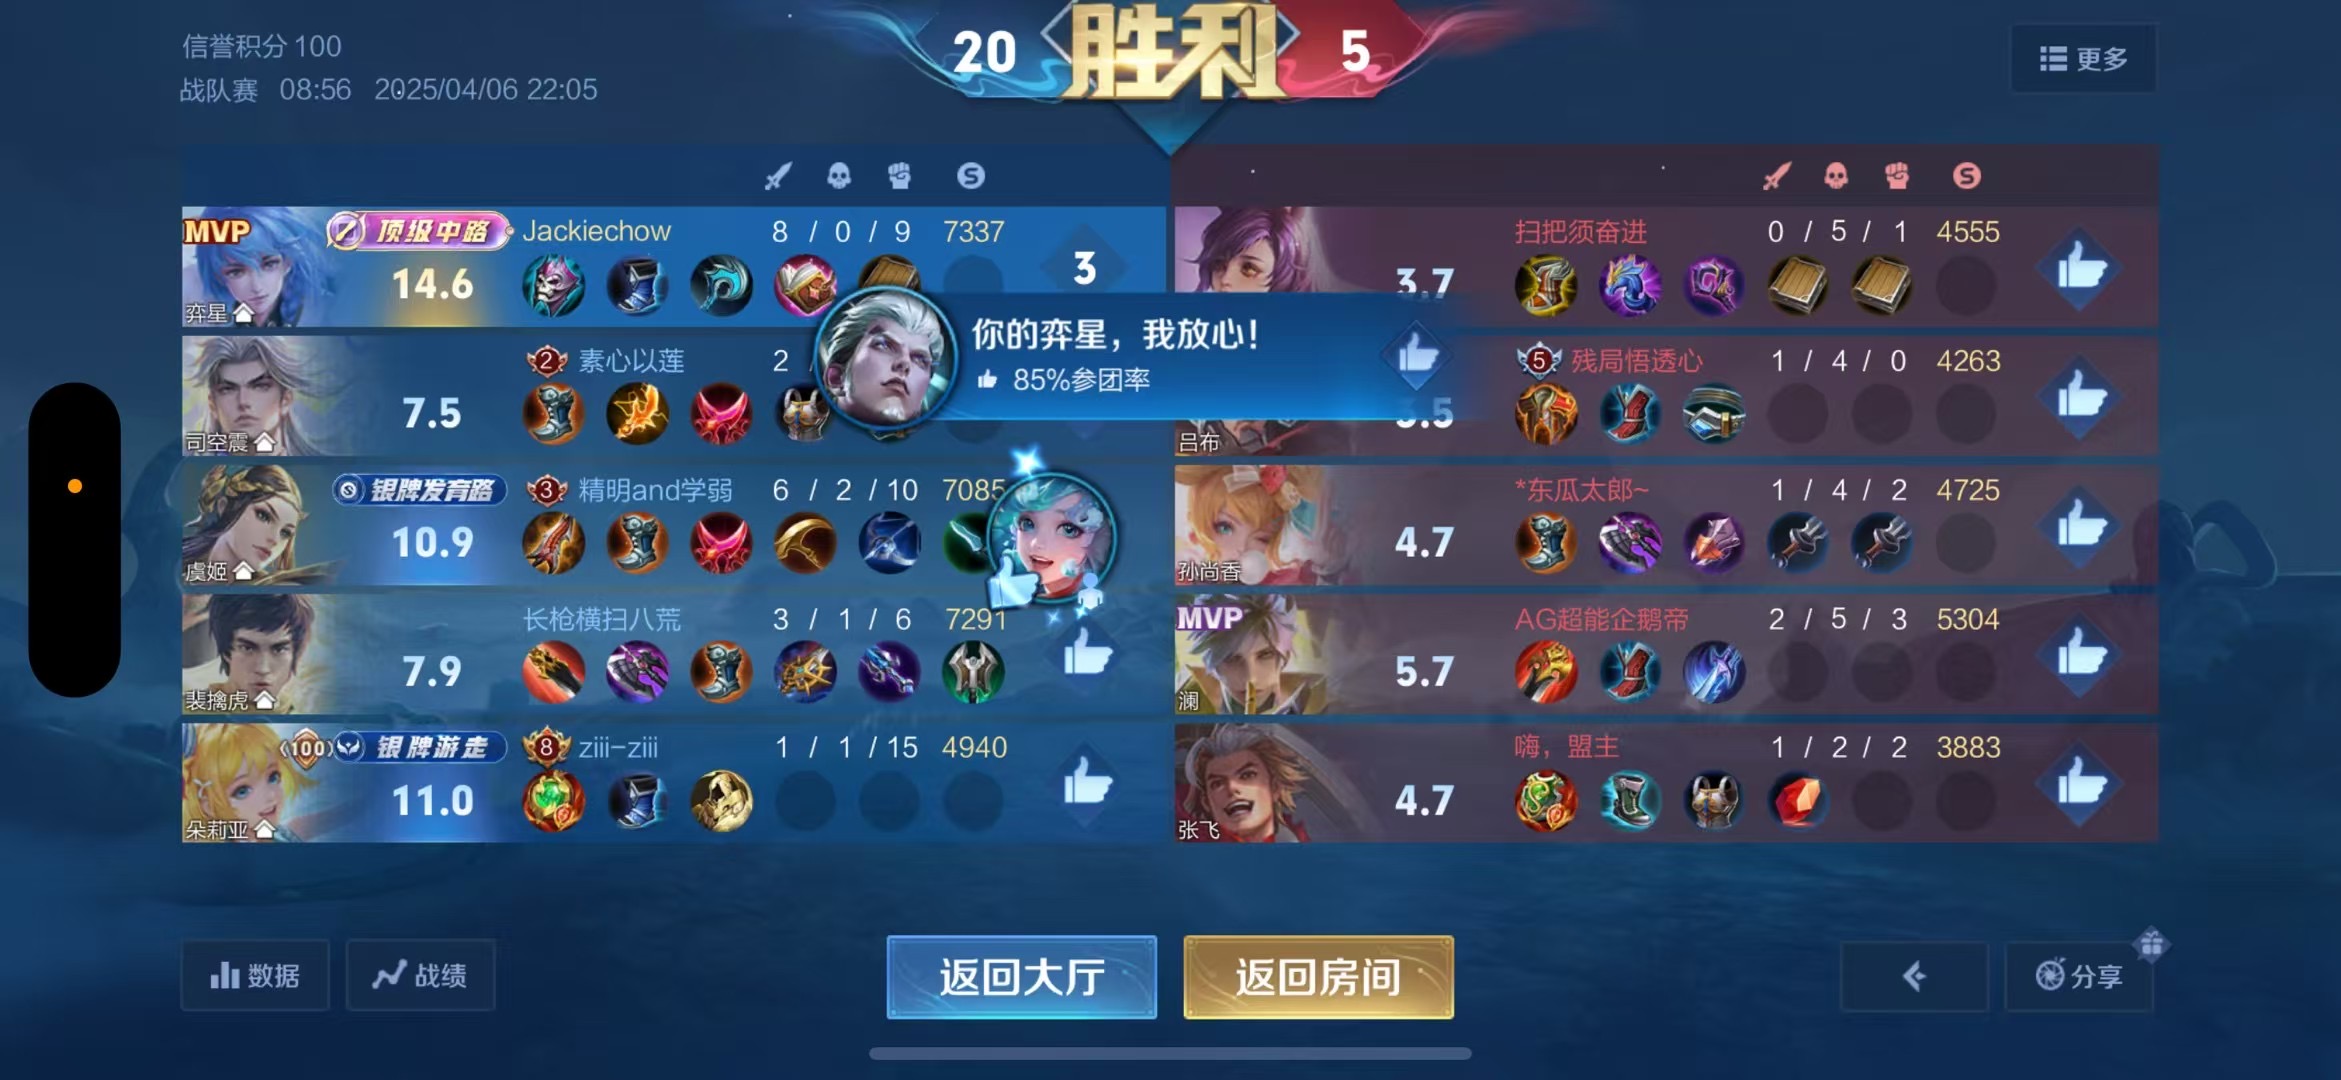 信誉积分 100
战队赛 08:56 2025/04/06 22:05
20 胜利 5
更多
MVP 顶级中路 Jackiechow 8 / 0 / 9 7337
14.6
3
弈星
扫把须奋进 0 / 5 / 1 4555
3.7
你的弈星，我放心！
85%参团率
2 素心以莲 2
7.5
司空震
5 残局悟透心 1 / 4 / 0 4263
3.5
吕布
银牌发育路 3 精明and学弱 6 / 2 / 10 7085
10.9
虞姬
*东瓜太郎~ 1 / 4 / 2 4725
4.7
孙尚香
长枪横扫八荒 3 / 1 / 6 7291
7.9
裴擒虎
MVP AG超能企鹅帝 2 / 5 / 3 5304
5.7
澜
100 银牌游走 8 ziii-ziii 1 / 1 / 15 4940
11.0
朵莉亚
嗨，盟主 1 / 2 / 2 3883
4.7
张飞
数据 战绩 返回大厅 返回房间 分享